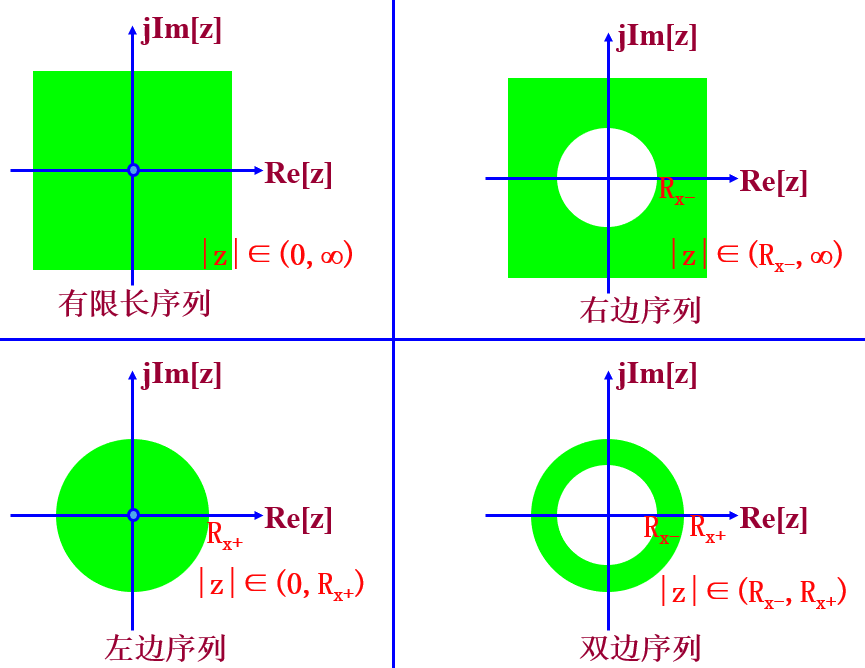 jIm[z]
Re[z]
|z|∈(0,∞)
有限长序列
jIm[z]
Re[z]
Rx−
|z|∈(Rx−,∞)
右边序列
jIm[z]
Re[z]
Rx+
|z|∈(0,Rx+)
左边序列
jIm[z]
Re[z]
Rx− Rx+
|z|∈(Rx−,Rx+)
双边序列